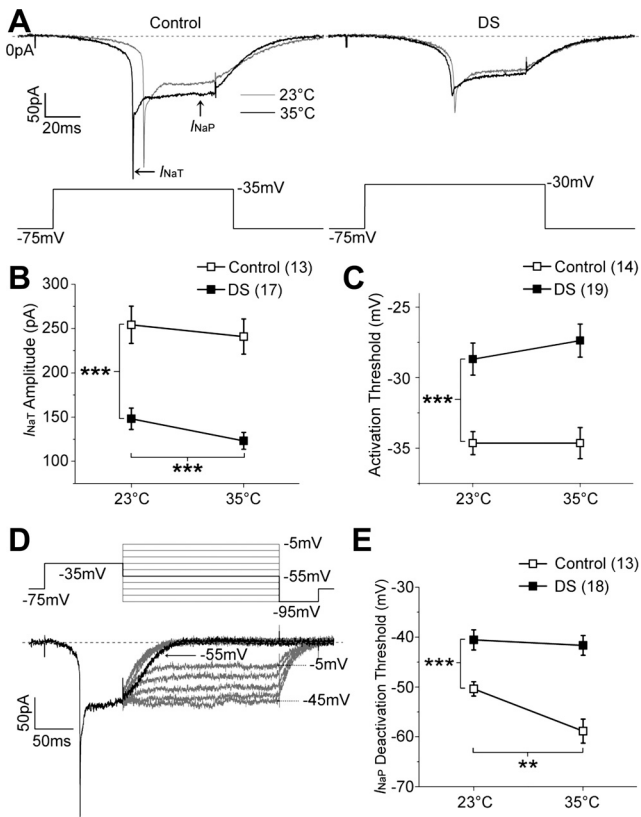 A
Control
DS
0pA
50pA
20ms
23°C
35°C
INaP
INaT
-35mV
-75mV
-30mV
-75mV
B
Control (13)
DS (17)
INaT Amplitude (pA)
300
250
200
150
100
***
***
23°C
35°C
C
Control (14)
DS (19)
Activation Threshold (mV)
-25
-30
-35
***
23°C
35°C
D
-5mV
-35mV
-55mV
-75mV
-95mV
-55mV
-5mV
-45mV
50pA
50ms
E
Control (13)
DS (18)
INaP Deactivation Threshold (mV)
-30
-40
-50
-60
-70
***
**
23°C
35°C